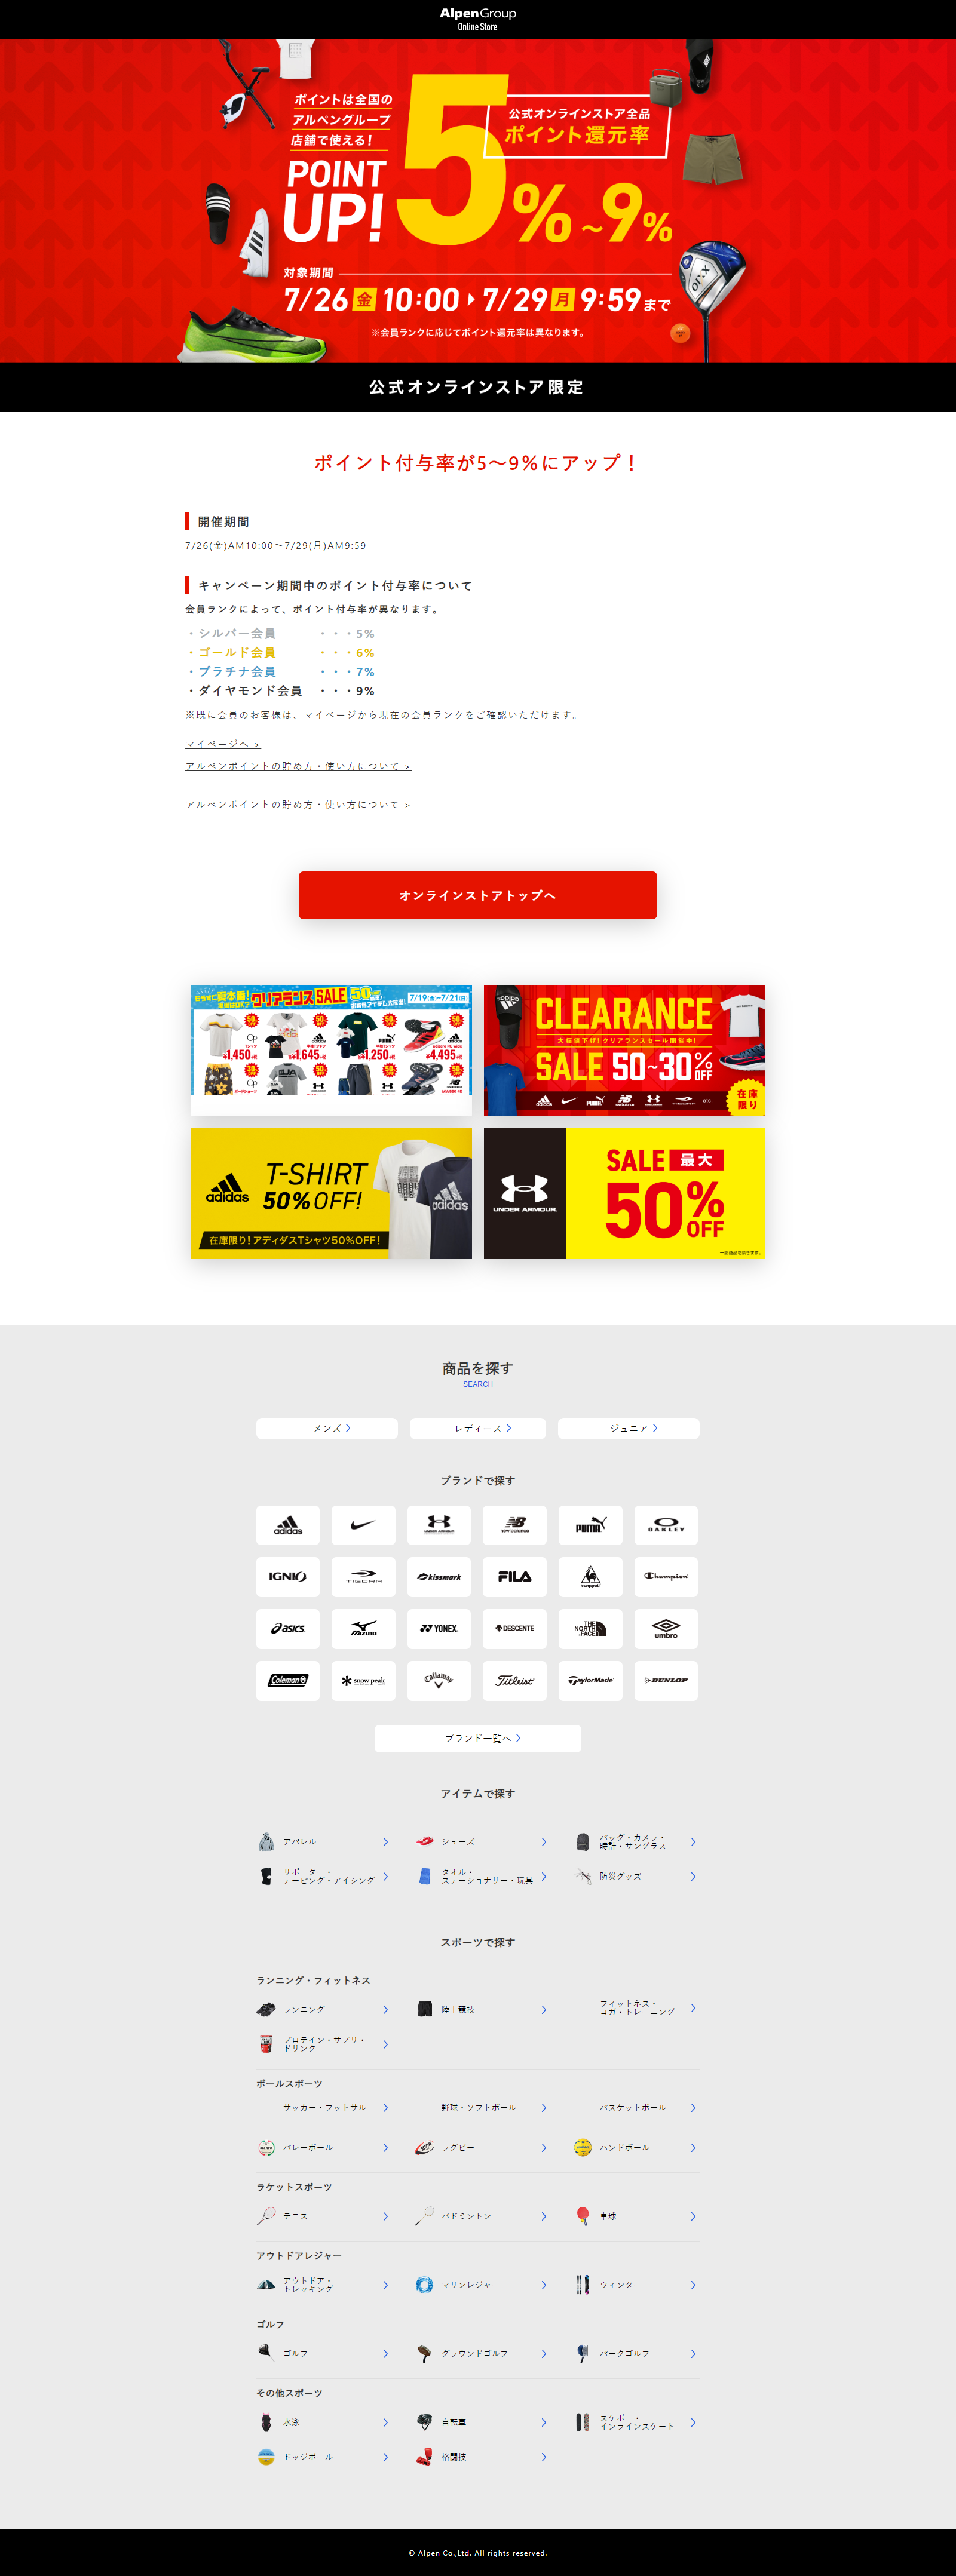 Alpen Group
Online Store
ポイントは全国の
アルペングループ
店舗で使える!
POINT
UP!
5%~9%
公式オンラインストア全品
ポイント還元率
対象期間
7/26 金 10:00 ▶ 7/29 月 9:59 まで
※会員ランクに応じてポイント還元率は異なります。
XXIO
公式オンラインストア限定
ポイント付与率が5〜9%にアップ！
開催期間
7/26(金)AM10:00〜7/29(月)AM9:59
キャンペーン期間中のポイント付与率について
会員ランクによって、ポイント付与率が異なります。
・シルバー会員 ・・・5%
・ゴールド会員 ・・・6%
・プラチナ会員 ・・・7%
・ダイヤモンド会員 ・・・9%
※既に会員のお客様は、マイページから現在の会員ランクをご確認いただけます。
マイページへ ＞
アルペンポイントの貯め方・使い方について ＞
アルペンポイントの貯め方・使い方について ＞
オンラインストアトップへ
クリアランスSALE 7/19(金)-7/21(日)
¥1,450 ¥1,645 ¥1,250 ¥4,495
adidas
CLEARANCE
大幅値下げ！クリアランスセール開催中！
SALE 50~30%OFF
adidas PUMA new balance UNDER ARMOUR etc.
在庫限り
adidas
T-SHIRT
50%OFF!
在庫限り！アディダスTシャツ50%OFF！
UNDER ARMOUR
SALE 最大
50%OFF
一部商品を除きます。
商品を探す
SEARCH
メンズ
レディース
ジュニア
ブランドで探す
adidas
UNDER ARMOUR
new balance
PUMA
OAKLEY
IGNIO
TIGORA
kissmark
FILA
le coq sportif
Champion
asics
MIZUNO
YONEX
DESCENTE
THE NORTH FACE
umbro
Coleman
snow peak
Callaway
Titleist
TaylorMade
DUNLOP
ブランド一覧へ
アイテムで探す
アパレル
シューズ
バッグ・カメラ・
時計・サングラス
サポーター・
テーピング・アイシング
タオル・
ステーショナリー・玩具
防災グッズ
スポーツで探す
ランニング・フィットネス
ランニング
陸上競技
フィットネス・
ヨガ・トレーニング
プロテイン・サプリ・
ドリンク
ボールスポーツ
サッカー・フットサル
野球・ソフトボール
バスケットボール
バレーボール
ラグビー
ハンドボール
ラケットスポーツ
テニス
バドミントン
卓球
アウトドアレジャー
アウトドア・
トレッキング
マリンレジャー
ウィンター
ゴルフ
ゴルフ
グラウンドゴルフ
パークゴルフ
その他スポーツ
水泳
自転車
スケボー・
インラインスケート
ドッジボール
格闘技
© Alpen Co.,Ltd. All rights reserved.